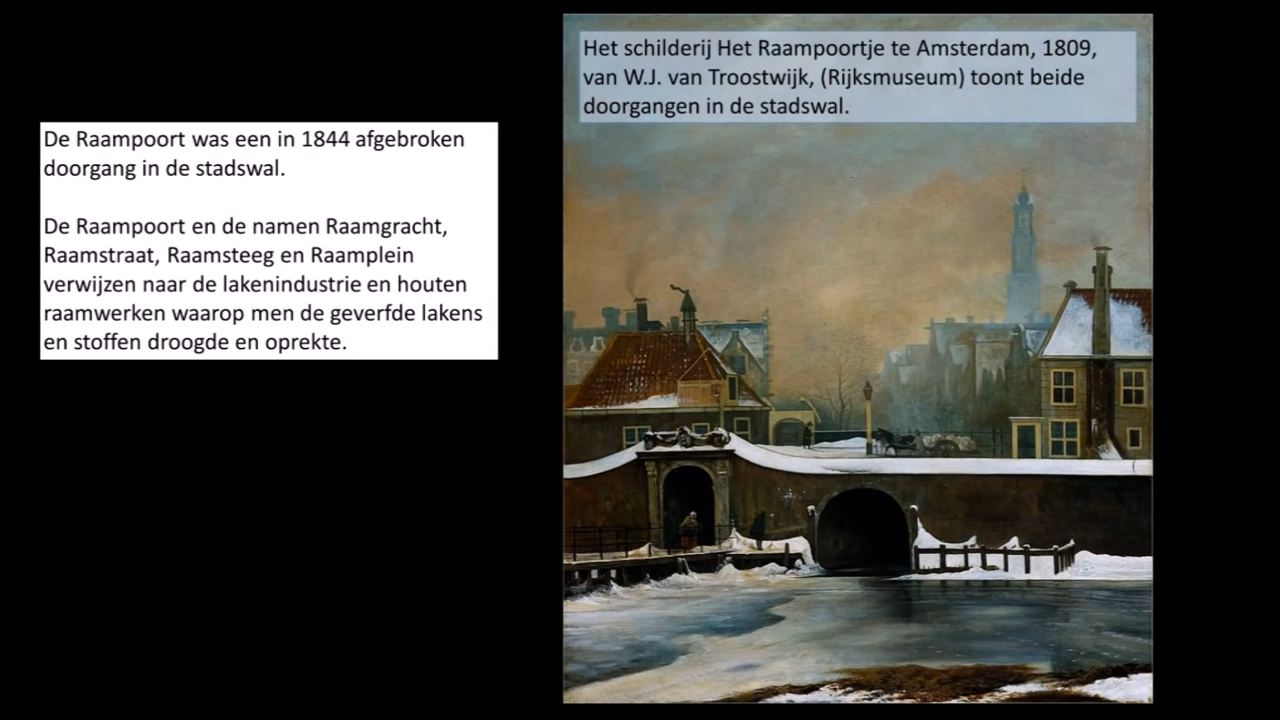 De Raampoort was een in 1844 afgebroken
doorgang in de stadswal.
De Raampoort en de namen Raamgracht,
Raamstraat, Raamsteeg en Raamplein
verwijzen naar de lakenindustrie en houten
raamwerken waarop men de geverfde lakens
en stoffen droogde en oprekte.
Het schilderij Het Raampoortje te Amsterdam, 1809,
van W.J. van Troostwijk, (Rijksmuseum) toont beide
doorgangen in de stadswal.